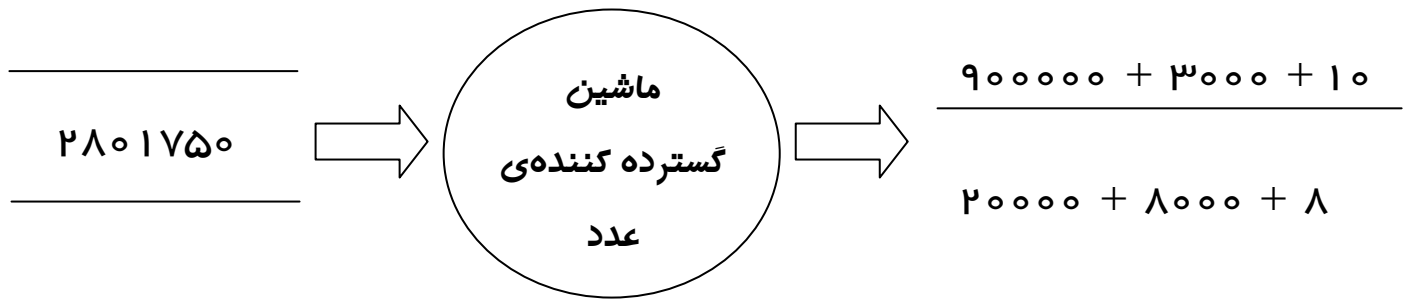 ۲۸۰۱۷۵۰
ماشین
گسترده کننده‌ی
عدد
۹۰۰۰۰۰ + ۳۰۰۰ + ۱۰
۲۰۰۰۰ + ۸۰۰۰ + ۸